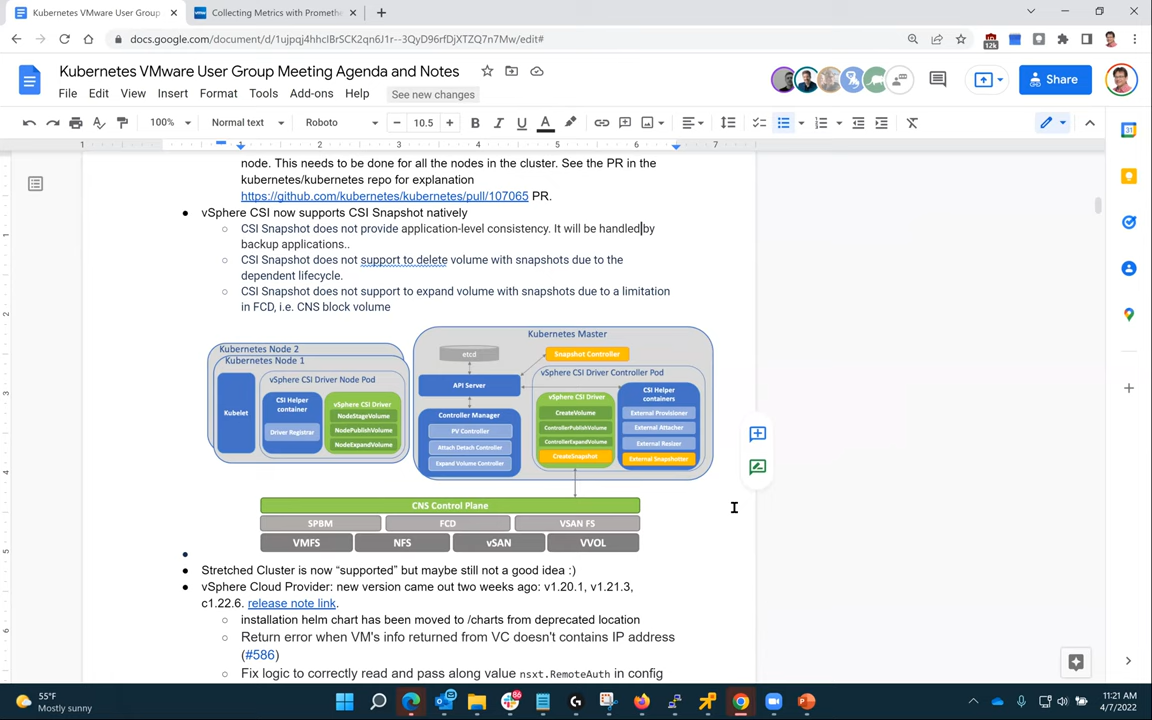 Kubernetes VMware User Group
Collecting Metrics with Promethe
docs.google.com/document/d/1ujpqj4hhclBrSCK2qn6J1r--3QyD96rfDjXTZQ7n7Mw/edit#
12k
Kubernetes VMware User Group Meeting Agenda and Notes
File Edit View Insert Format Tools Add-ons Help See new changes
Share
100% Normal text Roboto 10.5
1 1 2 3 4 5 6 7
node. This needs to be done for all the nodes in the cluster. See the PR in the
kubernetes/kubernetes repo for explanation
https://github.com/kubernetes/kubernetes/pull/107065 PR.
vSphere CSI now supports CSI Snapshot natively
CSI Snapshot does not provide application-level consistency. It will be handled by
backup applications..
CSI Snapshot does not support to delete volume with snapshots due to the
dependent lifecycle.
CSI Snapshot does not support to expand volume with snapshots due to a limitation
in FCD, i.e. CNS block volume
Kubernetes Node 2
Kubernetes Node 1
vSphere CSI Driver Node Pod
Kubelet
CSI Helper
container
Driver Registrar
vSphere CSI Driver
NodeStageVolume
NodePublishVolume
NodeExpandVolume
Kubernetes Master
etcd
Snapshot Controller
API Server
Controller Manager
PV Controller
Attach Detach Controller
Expand Volume Controller
vSphere CSI Driver Controller Pod
vSphere CSI Driver
CreateVolume
ControllerPublishVolume
ControllerExpandVolume
CreateSnapshot
CSI Helper
containers
External Provisioner
External Attacher
External Resizer
External Snapshotter
CNS Control Plane
SPBM FCD VSAN FS
VMFS NFS vSAN VVOL
Stretched Cluster is now “supported” but maybe still not a good idea :)
vSphere Cloud Provider: new version came out two weeks ago: v1.20.1, v1.21.3,
c1.22.6. release note link.
installation helm chart has been moved to /charts from deprecated location
Return error when VM's info returned from VC doesn't contains IP address
(#586)
Fix logic to correctly read and pass along value nsxt.RemoteAuth in config
55°F
Mostly sunny
11:21 AM
4/7/2022